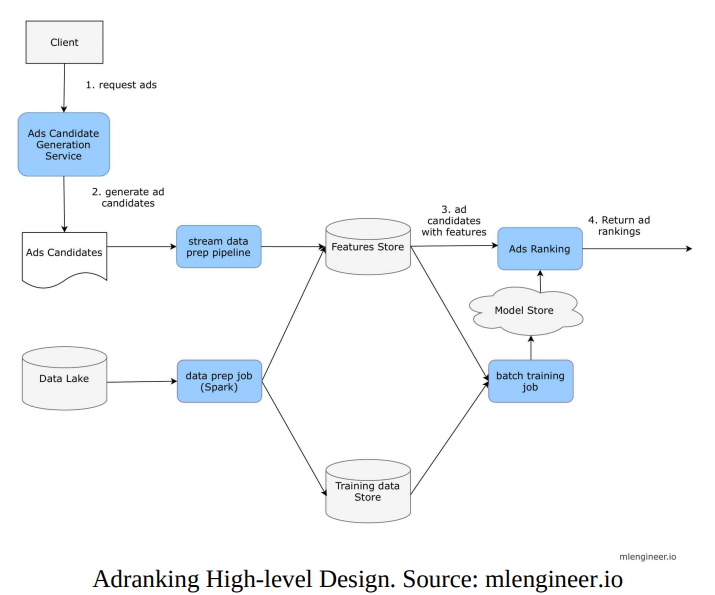 Client
1. request ads
Ads Candidate
Generation
Service
2. generate ad
candidates
Ads Candidates
stream data
prep pipeline
Features Store
3. ad
candidates
with features
Ads Ranking
4. Return ad
rankings
Model Store
Data Lake
data prep job
(Spark)
batch training
job
Training data
Store
mlengineer.io
Adranking High-level Design. Source: mlengineer.io